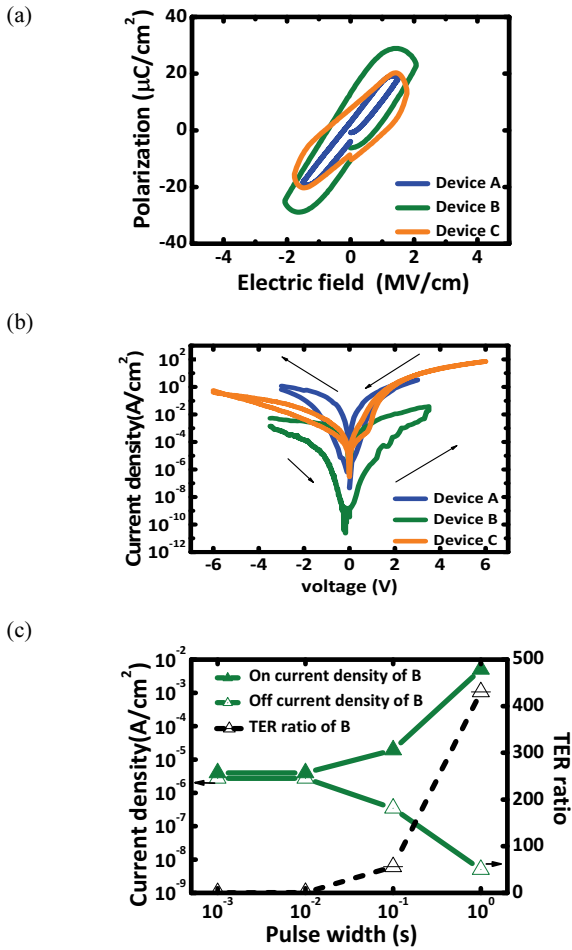 (a)
Polarization (μC/cm²)
40
20
0
-20
-40
Device A
Device B
Device C
-4 -2 0 2 4
Electric field (MV/cm)
(b)
Current density(A/cm²)
10²
10⁰
10⁻²
10⁻⁴
10⁻⁶
10⁻⁸
10⁻¹⁰
10⁻¹²
Device A
Device B
Device C
-6 -4 -2 0 2 4 6
voltage (V)
(c)
Current density(A/cm²)
10⁻²
10⁻³
10⁻⁴
10⁻⁵
10⁻⁶
10⁻⁷
10⁻⁸
10⁻⁹
On current density of B
Off current density of B
TER ratio of B
500
400
300
200
100
0
TER ratio
10⁻³ 10⁻² 10⁻¹ 10⁰
Pulse width (s)